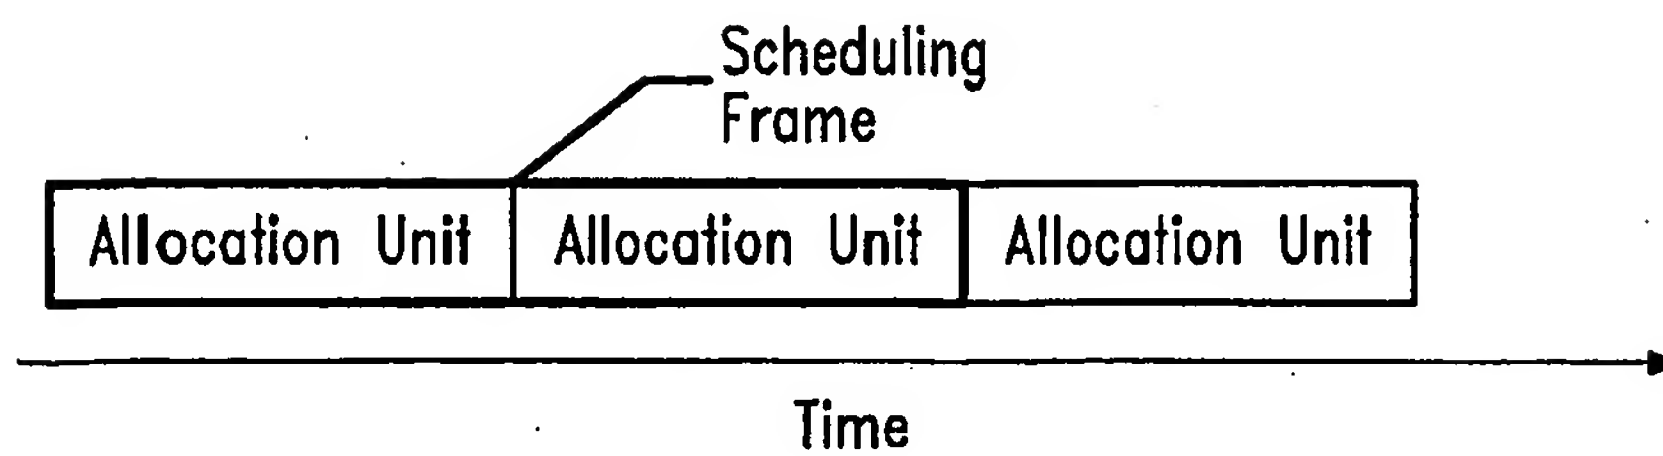 Scheduling
Frame
Allocation Unit Allocation Unit Allocation Unit
Time